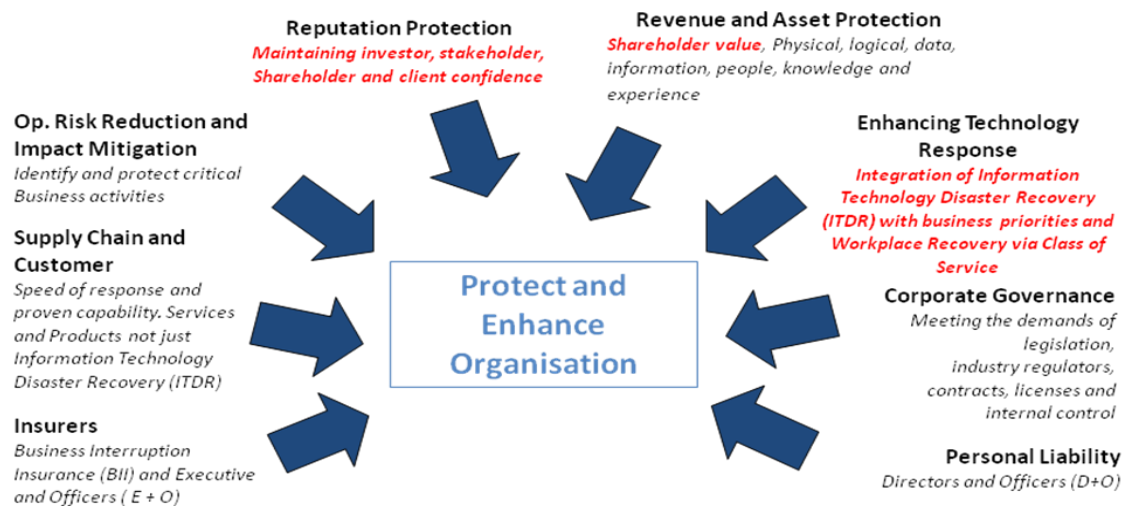 Reputation Protection
Maintaining investor, stakeholder,
Shareholder and client confidence
Revenue and Asset Protection
Shareholder value, Physical, logical, data,
information, people, knowledge and
experience
Op. Risk Reduction and
Impact Mitigation
Identify and protect critical
Business activities
Enhancing Technology
Response
Integration of Information
Technology Disaster Recovery
(ITDR) with business priorities and
Workplace Recovery via Class of
Service
Supply Chain and
Customer
Speed of response and
proven capability. Services
and Products not just
Information Technology
Disaster Recovery (ITDR)
Protect and
Enhance
Organisation
Corporate Governance
Meeting the demands of
legislation,
industry regulators,
contracts, licenses and
internal control
Insurers
Business Interruption
Insurance (BII) and Executive
and Officers ( E + O)
Personal Liability
Directors and Officers (D+O)